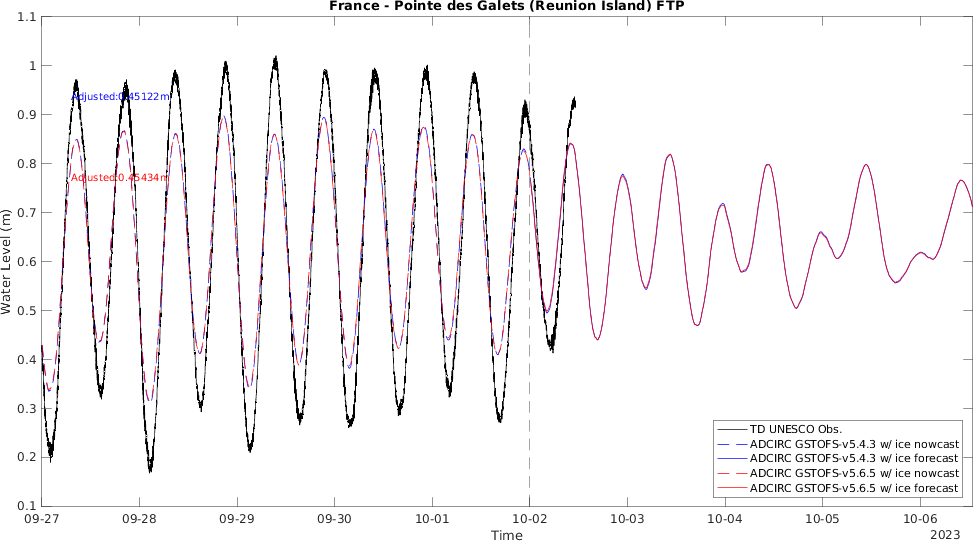 France - Pointe des Galets (Reunion Island) FTP
1.1
1
0.9
0.8
0.7
0.6
0.5
0.4
0.3
0.2
0.1
Water Level (m)
Adjusted:0.45122m
Adjusted:0.45434m
TD UNESCO Obs.
ADCIRC GSTOFS-v5.4.3 w/ ice nowcast
ADCIRC GSTOFS-v5.4.3 w/ ice forecast
ADCIRC GSTOFS-v5.6.5 w/ ice nowcast
ADCIRC GSTOFS-v5.6.5 w/ ice forecast
09-27 09-28 09-29 09-30 10-01 10-02 10-03 10-04 10-05 10-06
Time
2023